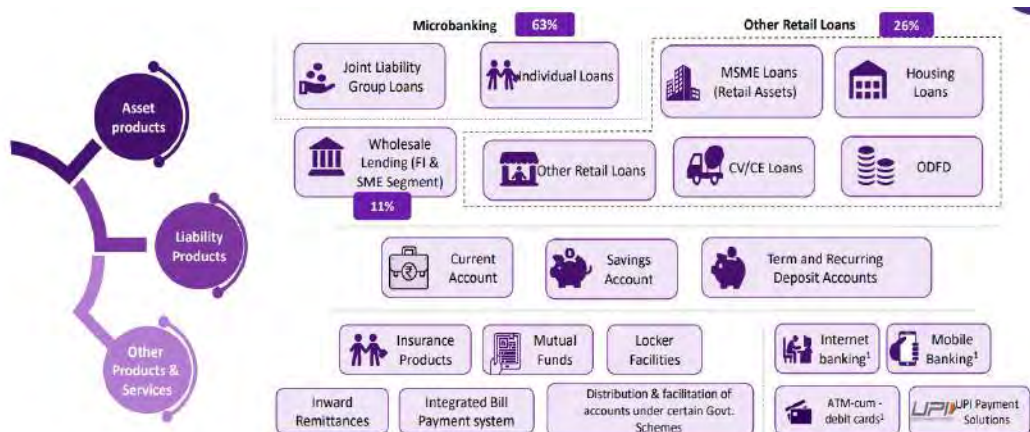 Microbanking 63%
Other Retail Loans 26%
Asset
products
Joint Liability
Group Loans
Individual Loans
MSME Loans
(Retail Assets)
Housing
Loans
Wholesale
Lending (FI &
SME Segment)
11%
Other Retail Loans
CV/CE Loans
ODFD
Liability
Products
Current
Account
Savings
Account
Term and Recurring
Deposit Accounts
Other
Products &
Services
Insurance
Products
Mutual
Funds
Locker
Facilities
Internet
banking¹
Mobile
Banking¹
Inward
Remittances
Integrated Bill
Payment system
Distribution & facilitation of
accounts under certain Govt.
Schemes
ATM-cum -
debit cards²
UPI UPI Payment
Solutions